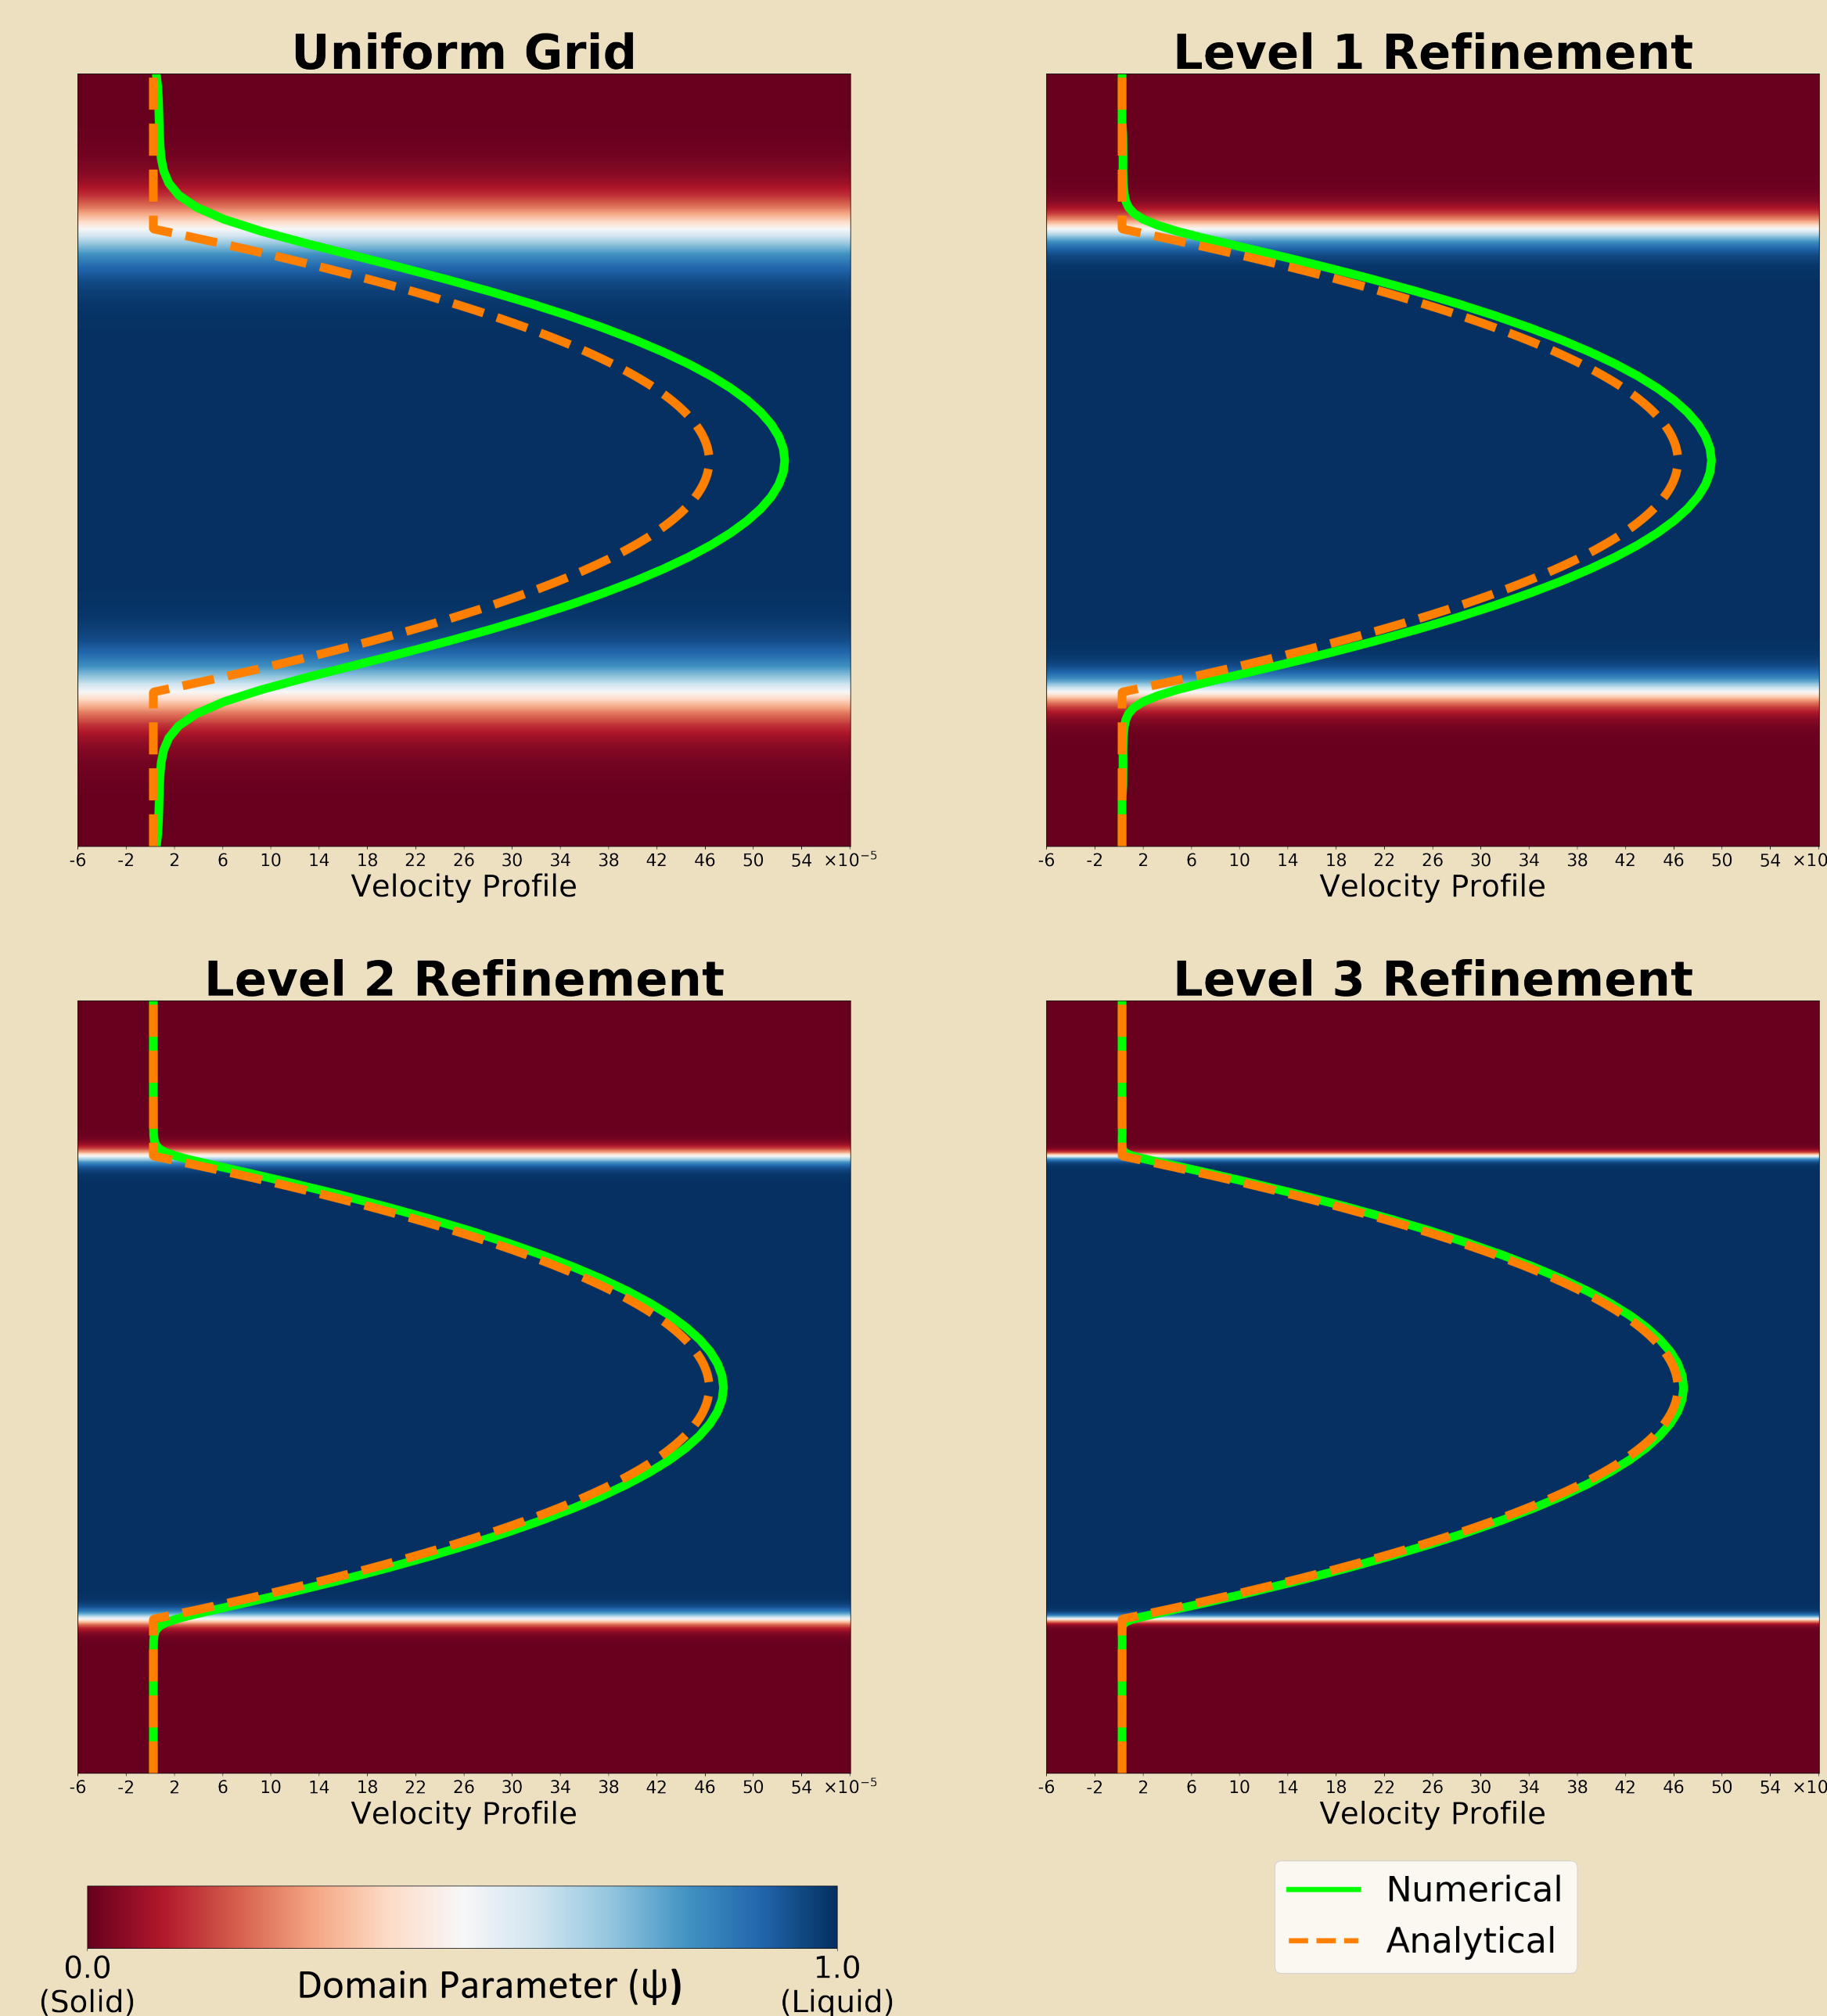 Uniform Grid
Level 1 Refinement
-6 -2 2 6 10 14 18 22 26 30 34 38 42 46 50 54 ×10⁻⁵
-6 -2 2 6 10 14 18 22 26 30 34 38 42 46 50 54 ×10
Velocity Profile
Velocity Profile
Level 2 Refinement
Level 3 Refinement
-6 -2 2 6 10 14 18 22 26 30 34 38 42 46 50 54 ×10⁻⁵
-6 -2 2 6 10 14 18 22 26 30 34 38 42 46 50 54 ×10
Velocity Profile
Velocity Profile
Numerical
Analytical
0.0 1.0
Domain Parameter (ψ)
(Solid) (Liquid)